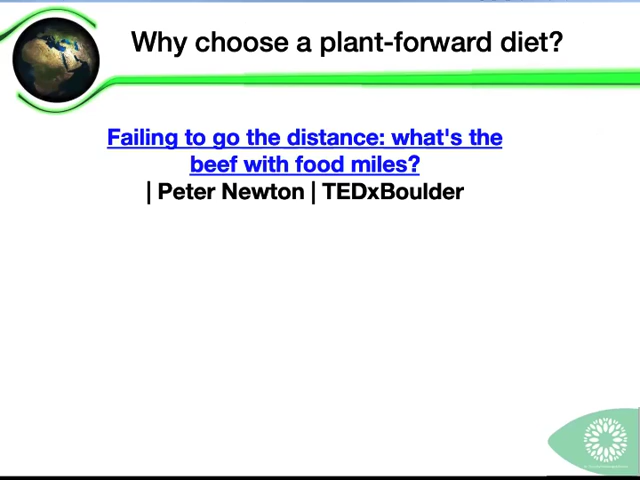 Why choose a plant-forward diet?
Failing to go the distance: what's the
beef with food miles?
| Peter Newton | TEDxBoulder